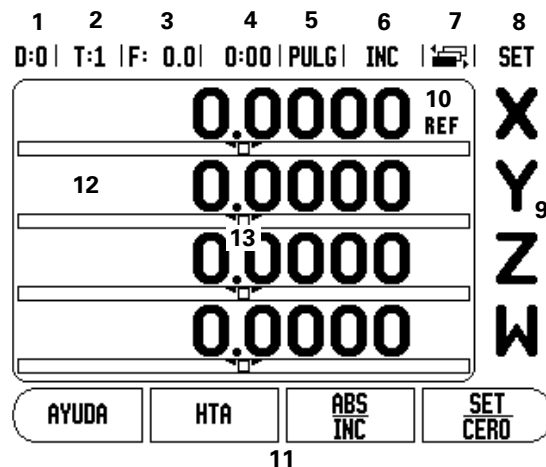 1 2 3 4 5 6 7 8
D:0 | T:1 | F: 0.0 | 0:00 | PULG | INC | | SET
0.0000 10 REF X
12 0.0000 Y 9
13
0.0000 Z
0.0000 W
AYUDA HTA ABS INC SET CERO
11